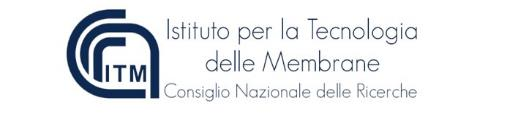 ITM
Istituto per la Tecnologia
delle Membrane
Consiglio Nazionale delle Ricerche